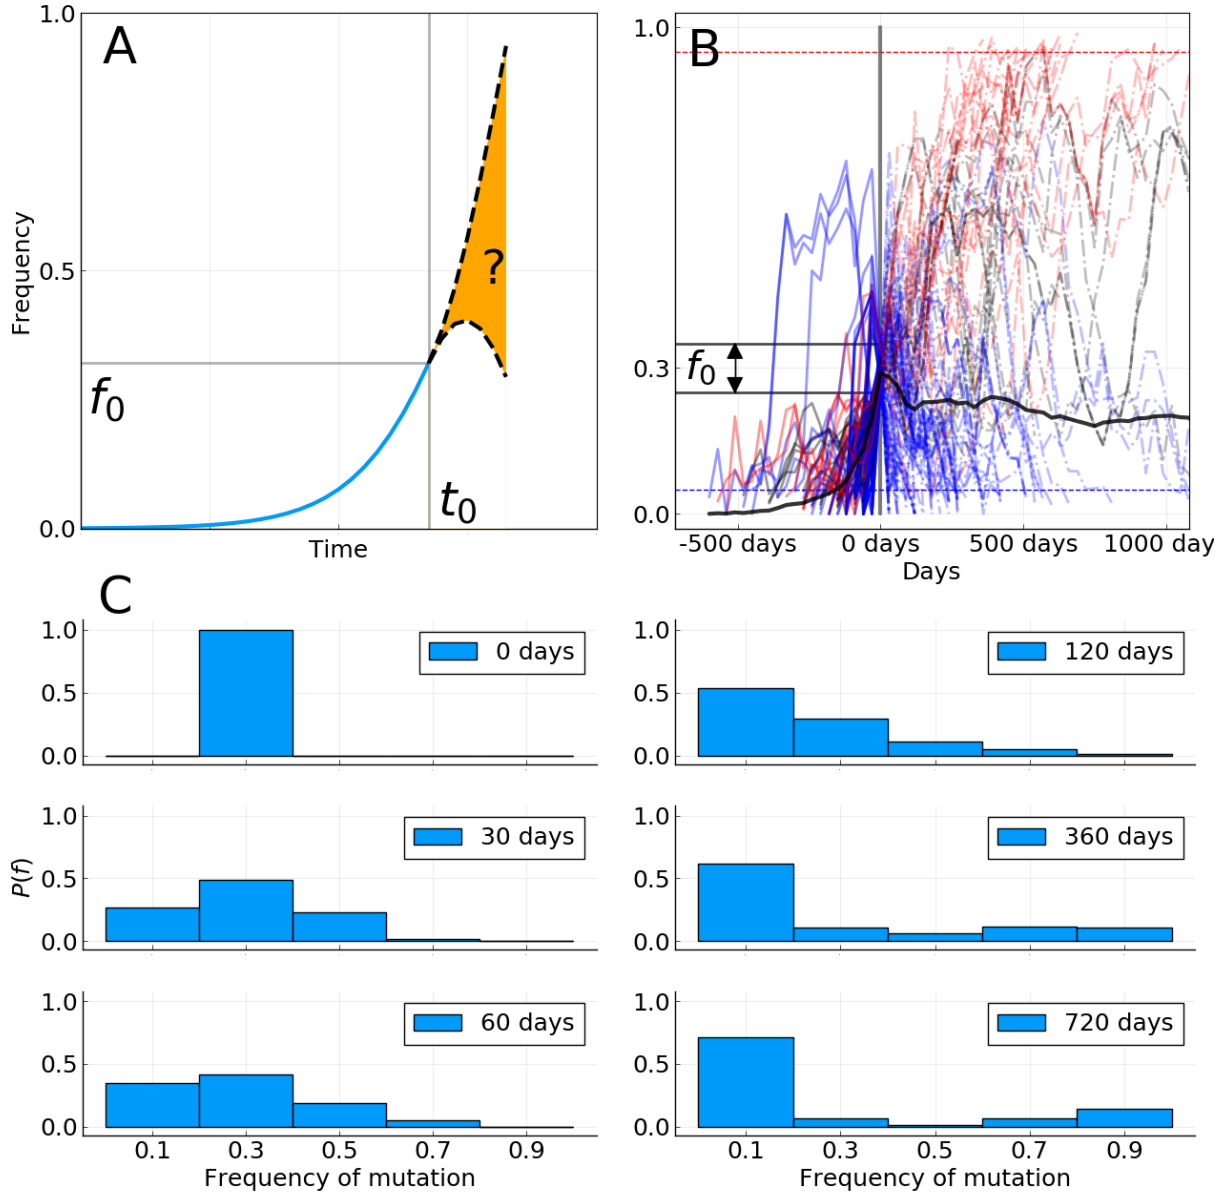 A
1.0
0.5
0.0
Frequency
f0
t0
?
Time
B
1.0
0.3
0.0
f0
-500 days
0 days
500 days
1000 day
Days
C
1.0
0.5
0.0
0 days
1.0
0.5
0.0
120 days
1.0
0.5
0.0
P(f)
30 days
1.0
0.5
0.0
360 days
1.0
0.5
0.0
60 days
0.1 0.3 0.5 0.7 0.9
Frequency of mutation
1.0
0.5
0.0
720 days
0.1 0.3 0.5 0.7 0.9
Frequency of mutation